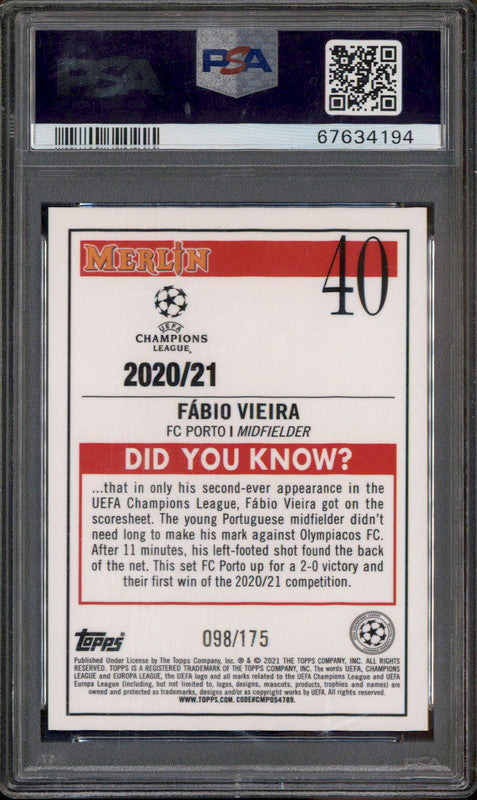 PSA
PSA
67634194
MERLIN
40
UEFA
CHAMPIONS
LEAGUE
2020/21
FÁBIO VIEIRA
FC PORTO I MIDFIELDER
DID YOU KNOW?
...that in only his second-ever appearance in the
UEFA Champions League, Fábio Vieira got on the
scoresheet. The young Portuguese midfielder didn't
need long to make his mark against Olympiacos FC.
After 11 minutes, his left-footed shot found the back
of the net. This set FC Porto up for a 2-0 victory and
their first win of the 2020/21 competition.
topps
098/175
Published Under License by The Topps Company, Inc. ® & © 2021 THE TOPPS COMPANY, INC. ALL RIGHTS
RESERVED. TOPPS IS A REGISTERED TRADEMARK OF THE TOPPS COMPANY, INC. The words UEFA, CHAMPIONS
LEAGUE and EUROPA LEAGUE, the UEFA logo and all marks related to the UEFA Champions League and UEFA
Europa League (including, but not limited to, logos, designs, mascots, products, trophies and names) are
owned and protected as trademarks, designs and/or as copyright works by UEFA. All rights reserved.
WWW.TOPPS.COM. CODE#CMP054789.
PSA